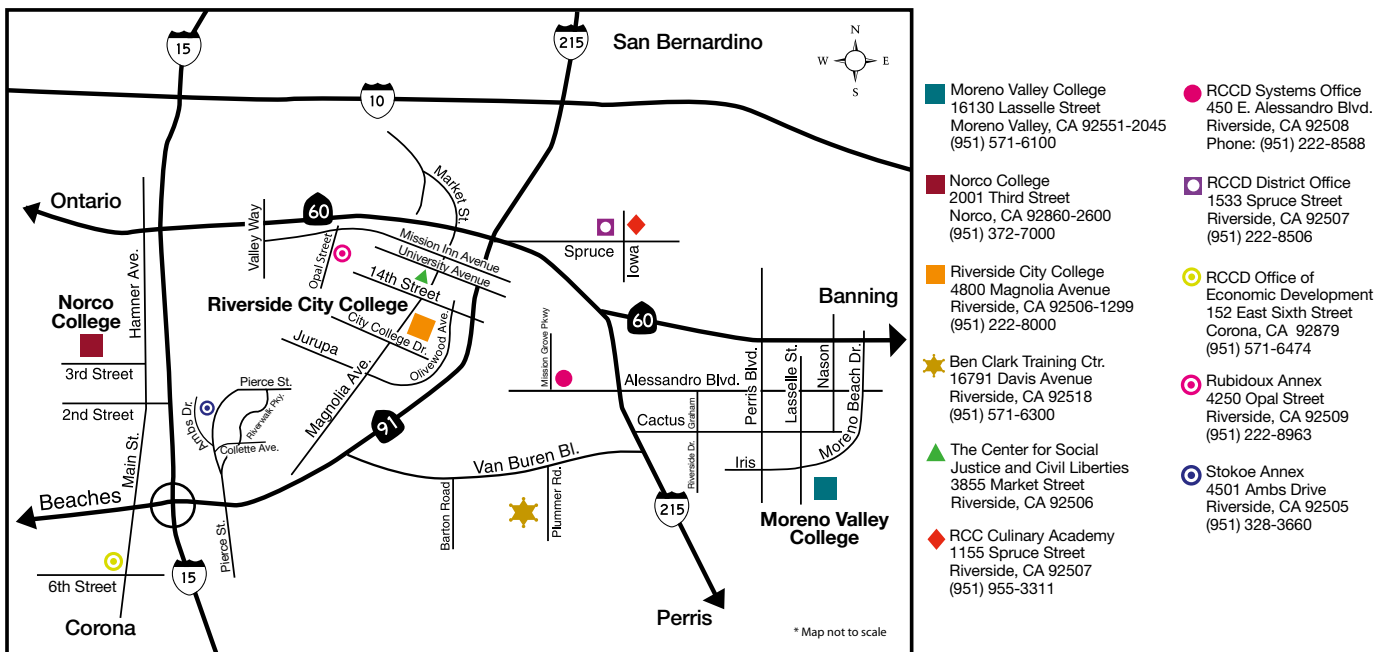 San Bernardino
N
W E
S
15
215
10
Ontario
60
Market St.
Valley Way
Opal Street
Mission Inn Avenue
University Avenue
14th Street
Spruce
Iowa
Hamner Ave.
Norco
College
Riverside City College
City College Dr.
Olivewood Ave.
Jurupa
Magnolia Ave.
3rd Street
2nd Street
Main St.
Pierce St.
Riverwalk Pky.
Ambs Dr.
Collette Ave.
Pierce St.
91
Banning
60
Mission Grove Pkwy
Alessandro Blvd.
Cactus
Graham
Riverside Dr.
Perris Blvd.
Lasselle St.
Nason
Moreno Beach Dr.
Iris
Van Buren Bl.
Barton Road
Plummer Rd.
Moreno Valley
College
215
Beaches
6th Street
15
Corona
Perris
* Map not to scale
Moreno Valley College
16130 Lasselle Street
Moreno Valley, CA 92551-2045
(951) 571-6100
Norco College
2001 Third Street
Norco, CA 92860-2600
(951) 372-7000
Riverside City College
4800 Magnolia Avenue
Riverside, CA 92506-1299
(951) 222-8000
Ben Clark Training Ctr.
16791 Davis Avenue
Riverside, CA 92518
(951) 571-6300
The Center for Social
Justice and Civil Liberties
3855 Market Street
Riverside, CA 92506
RCC Culinary Academy
1155 Spruce Street
Riverside, CA 92507
(951) 955-3311
RCCD Systems Office
450 E. Alessandro Blvd.
Riverside, CA 92508
Phone: (951) 222-8588
RCCD District Office
1533 Spruce Street
Riverside, CA 92507
(951) 222-8506
RCCD Office of
Economic Development
152 East Sixth Street
Corona, CA 92879
(951) 571-6474
Rubidoux Annex
4250 Opal Street
Riverside, CA 92509
(951) 222-8963
Stokoe Annex
4501 Ambs Drive
Riverside, CA 92505
(951) 328-3660